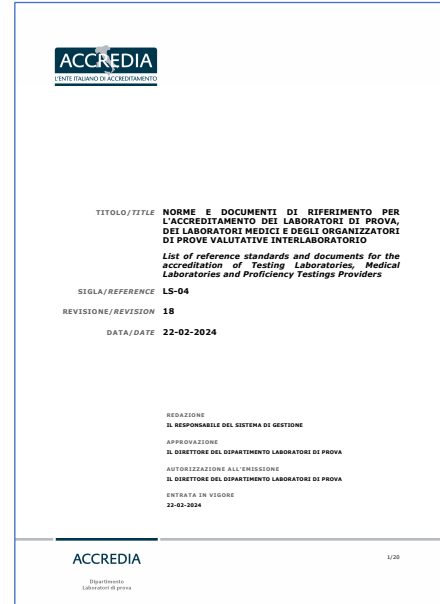 ACCREDIA
L'ENTE ITALIANO DI ACCREDITAMENTO
TITOLO/TITLE NORME E DOCUMENTI DI RIFERIMENTO PER
L'ACCREDITAMENTO DEI LABORATORI DI PROVA,
DEI LABORATORI MEDICI E DEGLI ORGANIZZATORI
DI PROVE VALUTATIVE INTERLABORATORIO
List of reference standards and documents for the
accreditation of Testing Laboratories, Medical
Laboratories and Proficiency Testings Providers
SIGLA/REFERENCE LS-04
REVISIONE/REVISION 18
DATA/DATE 22-02-2024
REDAZIONE
IL RESPONSABILE DEL SISTEMA DI GESTIONE
APPROVAZIONE
IL DIRETTORE DEL DIPARTIMENTO LABORATORI DI PROVA
AUTORIZZAZIONE ALL'EMISSIONE
IL DIRETTORE DEL DIPARTIMENTO LABORATORI DI PROVA
ENTRATA IN VIGORE
22-02-2024
ACCREDIA 1/20
Dipartimento
Laboratori di prova